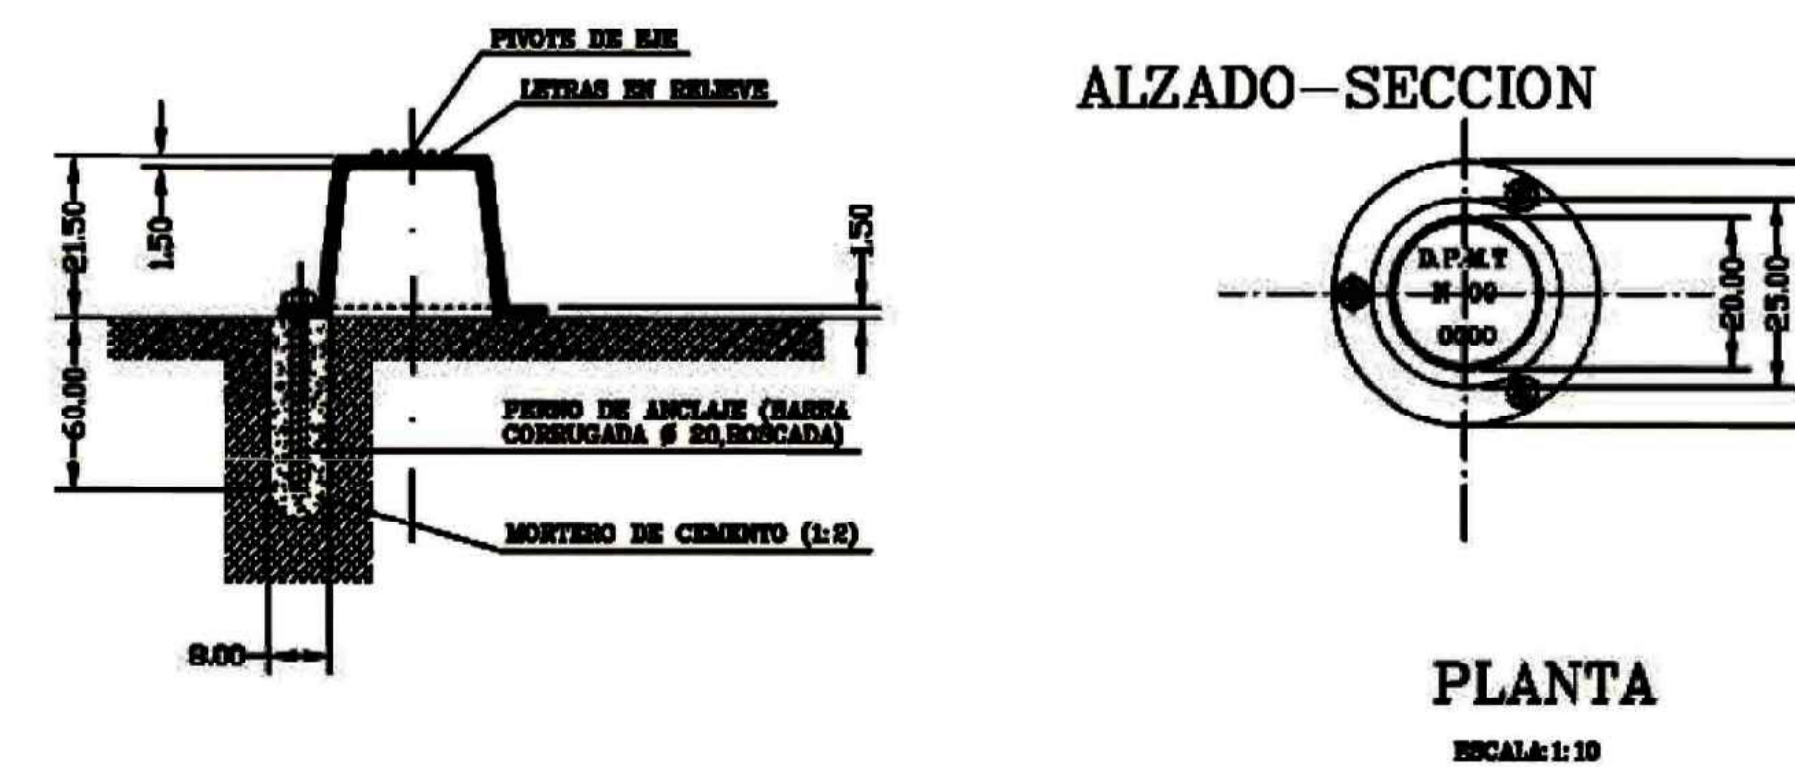 PIVOTE DE EJE
LETRAS EN RELIEVE
21.50
1.50
1.50
60.00
PERNO DE ANCLAJE (BARRA
CORRUGADA Ø 20,ROSCADA)
MORTERO DE CEMENTO (1:2)
8.00
ALZADO-SECCION
D.P.M.T
N 00
0000
20.00
25.00
PLANTA
ESCALA:1:10